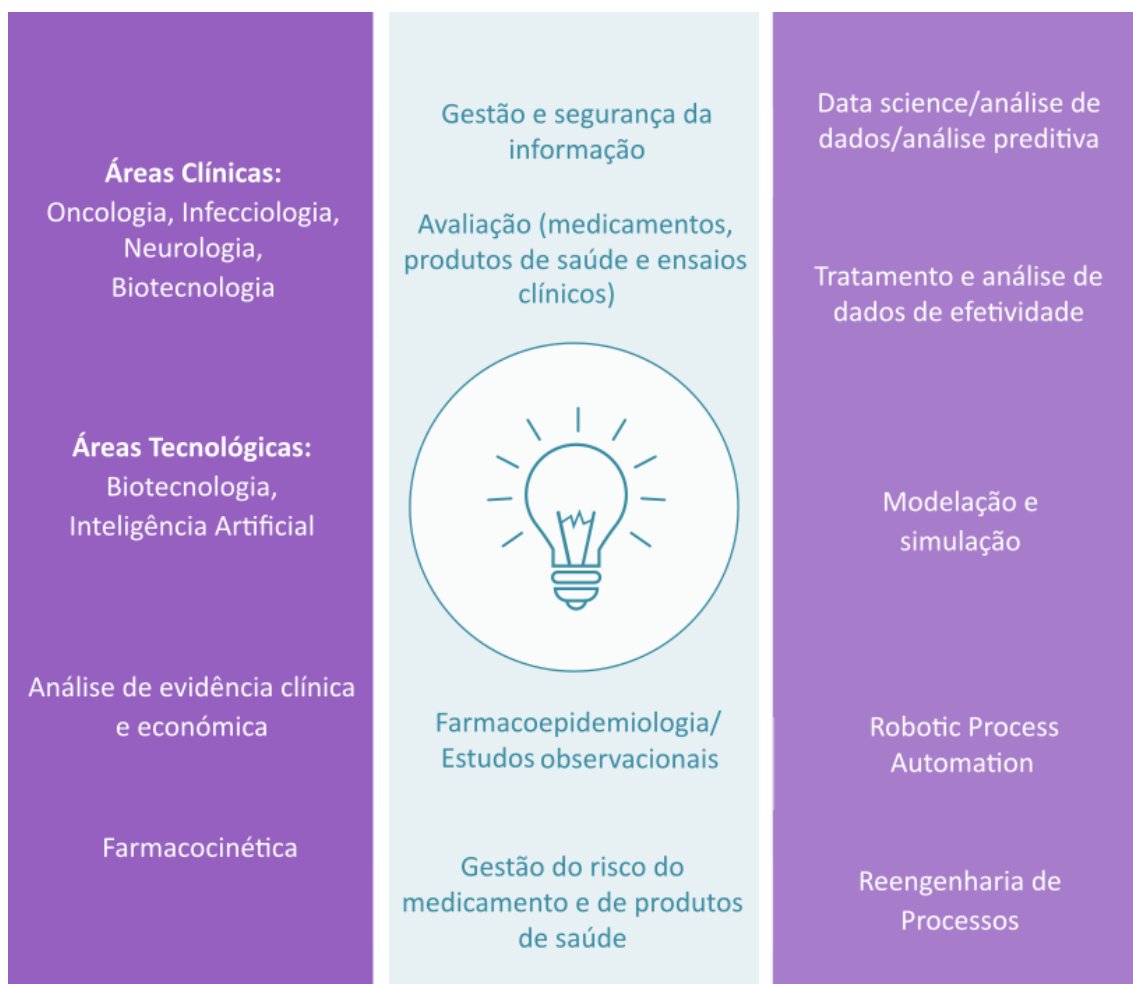 Áreas Clínicas:
Oncologia, Infecciologia,
Neurologia,
Biotecnologia
Áreas Tecnológicas:
Biotecnologia,
Inteligência Artificial
Análise de evidência clínica
e económica
Farmacocinética
Gestão e segurança da
informação
Avaliação (medicamentos,
produtos de saúde e ensaios
clínicos)
Farmacoepidemiologia/
Estudos observacionais
Gestão do risco do
medicamento e de produtos
de saúde
Data science/análise de
dados/análise preditiva
Tratamento e análise de
dados de efetividade
Modelação e
simulação
Robotic Process
Automation
Reengenharia de
Processos